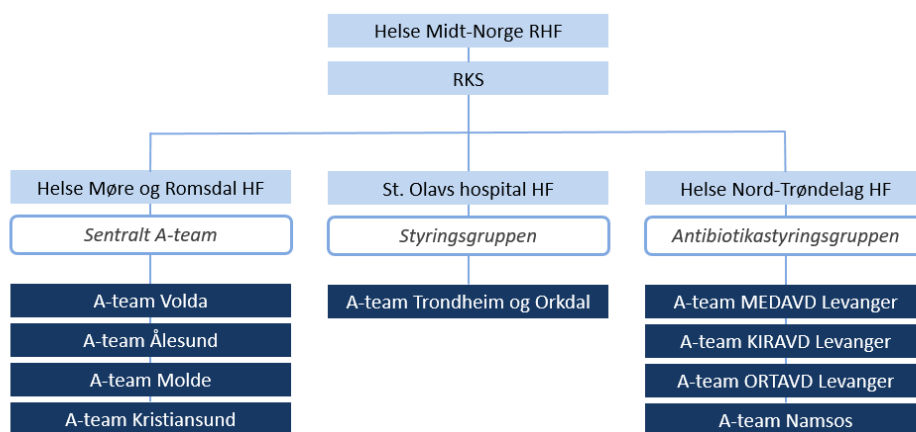 Helse Midt-Norge RHF
RKS
Helse Møre og Romsdal HF
Sentralt A-team
A-team Volda
A-team Ålesund
A-team Molde
A-team Kristiansund
St. Olavs hospital HF
Styringsgruppen
A-team Trondheim og Orkdal
Helse Nord-Trøndelag HF
Antibiotikastyringsgruppen
A-team MEDAVD Levanger
A-team KIRAVD Levanger
A-team ORTAVD Levanger
A-team Namsos